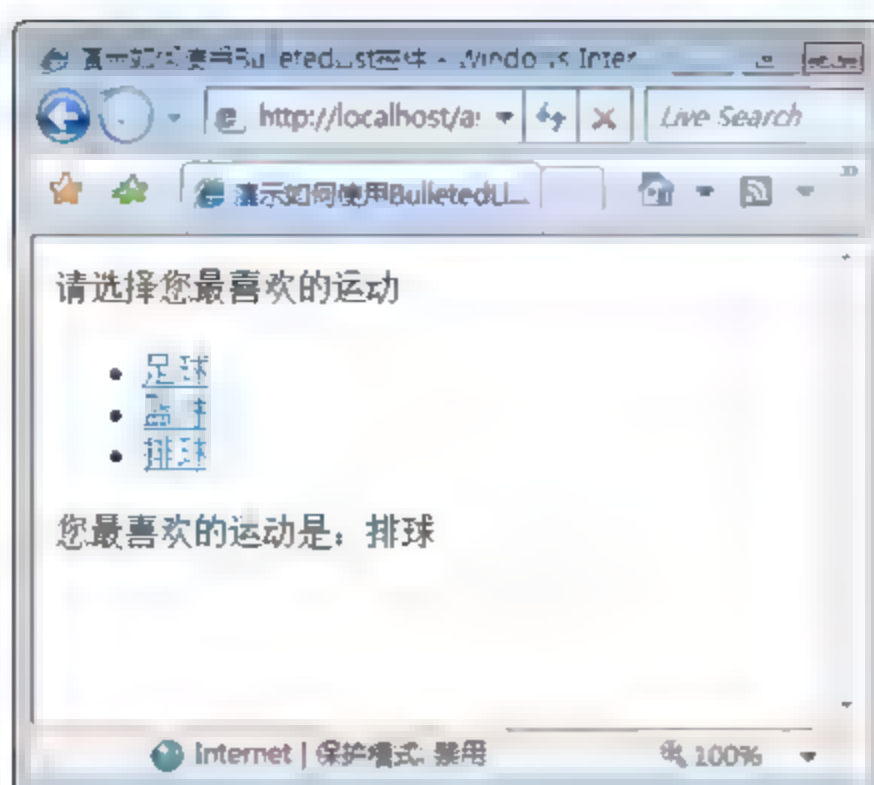 http://localhost/a
Live Search
演示如何使用BulletedLi...
请选择您最喜欢的运动
足球
排球
您最喜欢的运动是：排球
Internet | 保护模式: 禁用
100%